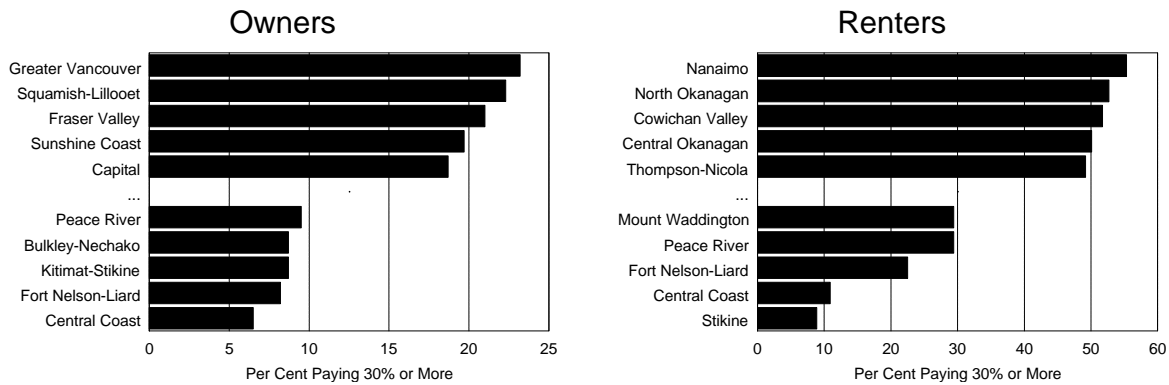 Owners
Greater Vancouver
Squamish-Lillooet
Fraser Valley
Sunshine Coast
Capital
...
Peace River
Bulkley-Nechako
Kitimat-Stikine
Fort Nelson-Liard
Central Coast
0 5 10 15 20 25
Per Cent Paying 30% or More
Renters
Nanaimo
North Okanagan
Cowichan Valley
Central Okanagan
Thompson-Nicola
...
Mount Waddington
Peace River
Fort Nelson-Liard
Central Coast
Stikine
0 10 20 30 40 50 60
Per Cent Paying 30% or More